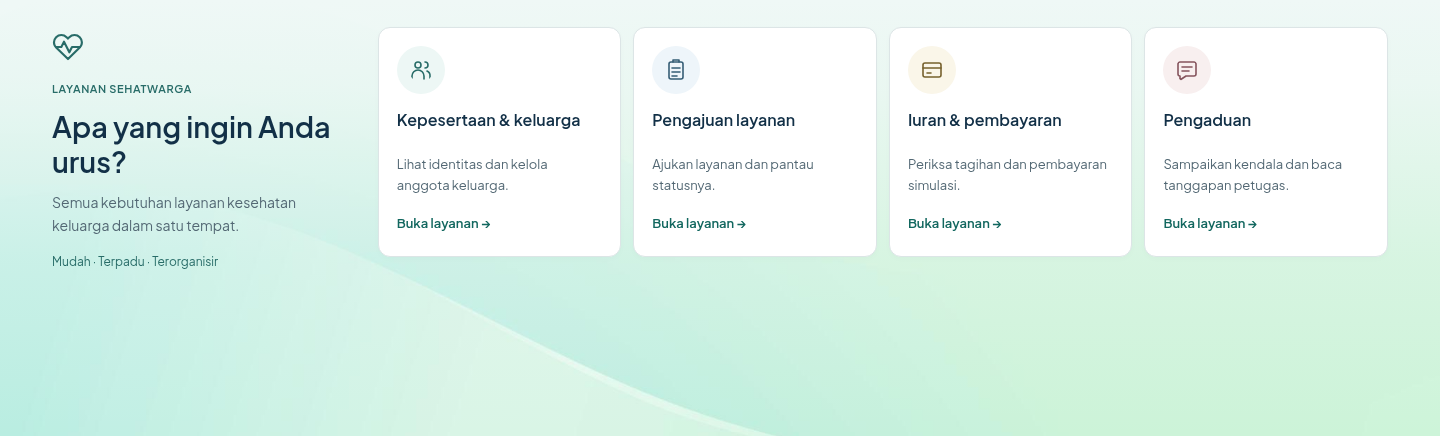 LAYANAN SEHATWARGA
Apa yang ingin Anda
urus?
Semua kebutuhan layanan kesehatan
keluarga dalam satu tempat.
Mudah · Terpadu · Terorganisir
Kepesertaan & keluarga
Lihat identitas dan kelola
anggota keluarga.
Buka layanan →
Pengajuan layanan
Ajukan layanan dan pantau
statusnya.
Buka layanan →
Iuran & pembayaran
Periksa tagihan dan pembayaran
simulasi.
Buka layanan →
Pengaduan
Sampaikan kendala dan baca
tanggapan petugas.
Buka layanan →